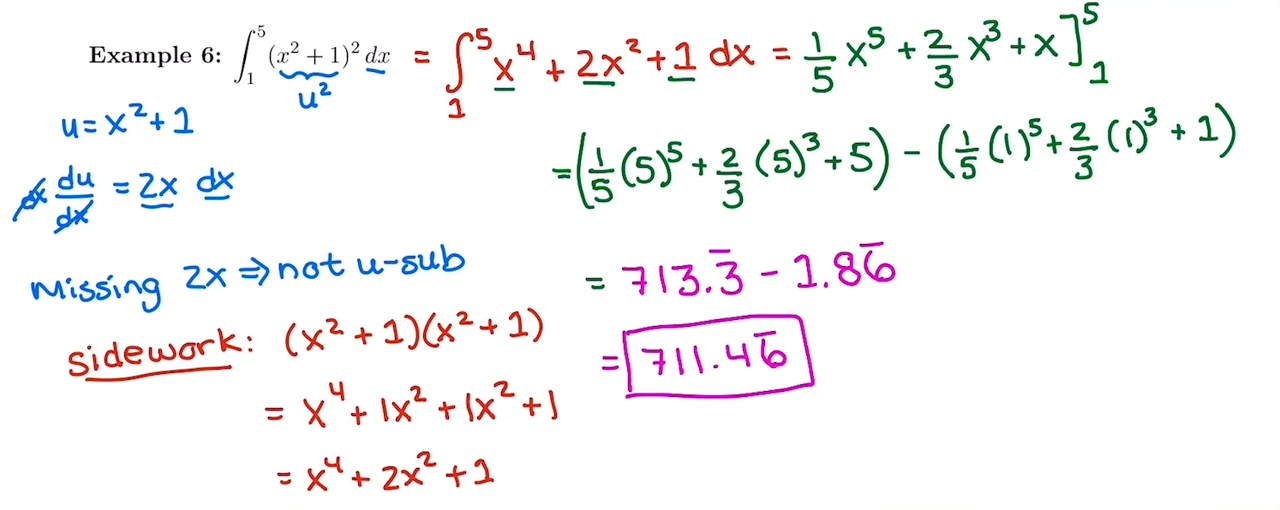 Example 6: ∫₁⁵ (x² + 1)² dx = ∫₁⁵ x⁴ + 2x² + 1 dx = 1/5 x⁵ + 2/3 x³ + x ]₁⁵
u²
u = x² + 1
= (1/5 (5)⁵ + 2/3 (5)³ + 5) − (1/5 (1)⁵ + 2/3 (1)³ + 1)
dx du/dx = 2x dx
Missing 2x ⇒ not u-sub
= 713.3̅ − 1.86̅
sidework: (x² + 1)(x² + 1)
= 711.46̅
= x⁴ + 1x² + 1x² + 1
= x⁴ + 2x² + 1